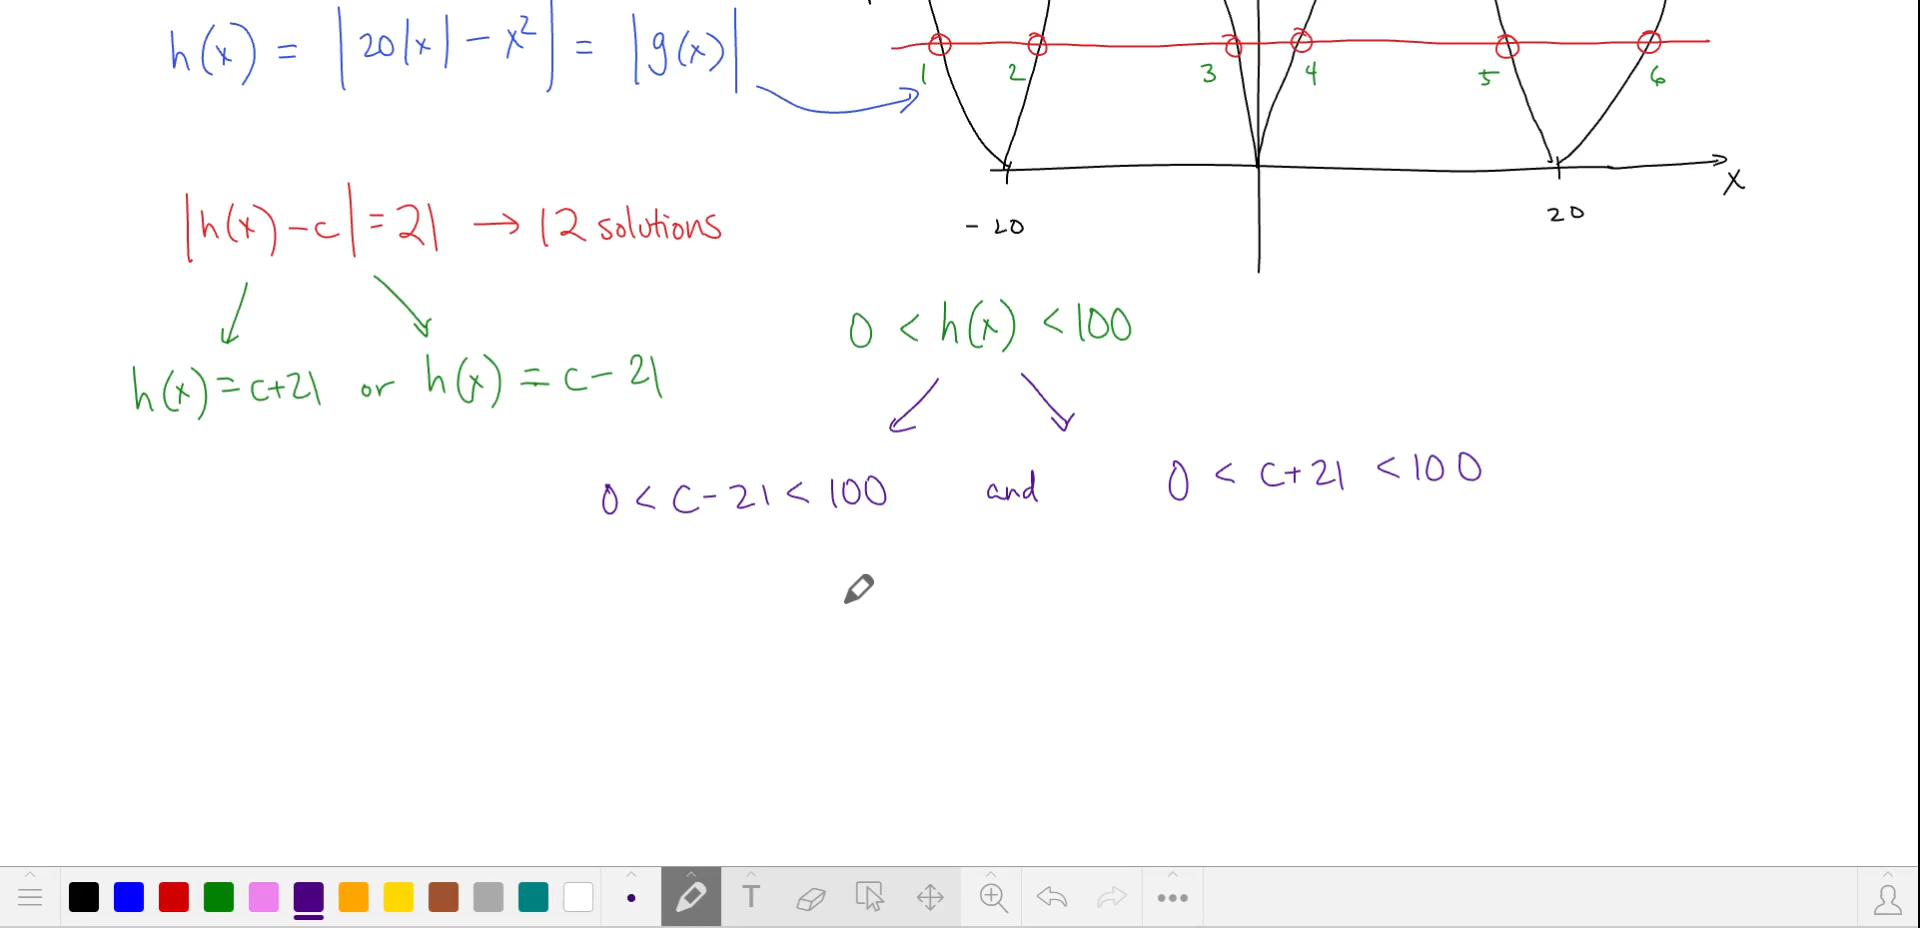 h(x) = |20|x| - x²| = |g(x)|
1 2 3 4 5 6
x
-20 20
|h(x) - c| = 21 → 12 solutions
0 < h(x) < 100
h(x) = c+21 or h(x) = c - 21
0 < c - 21 < 100 and 0 < c + 21 < 100
T